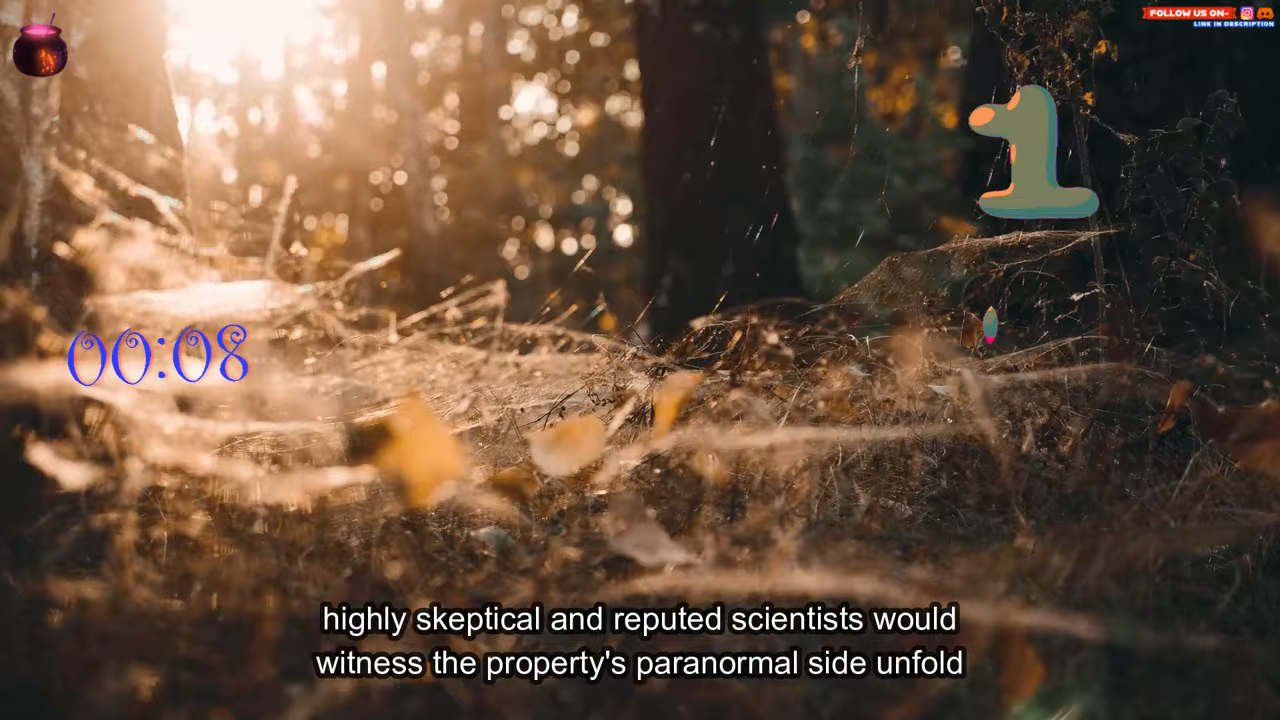 FOLLOW US ON-
LINK IN DESCRIPTION
1
00:08
highly skeptical and reputed scientists would
witness the property's paranormal side unfold